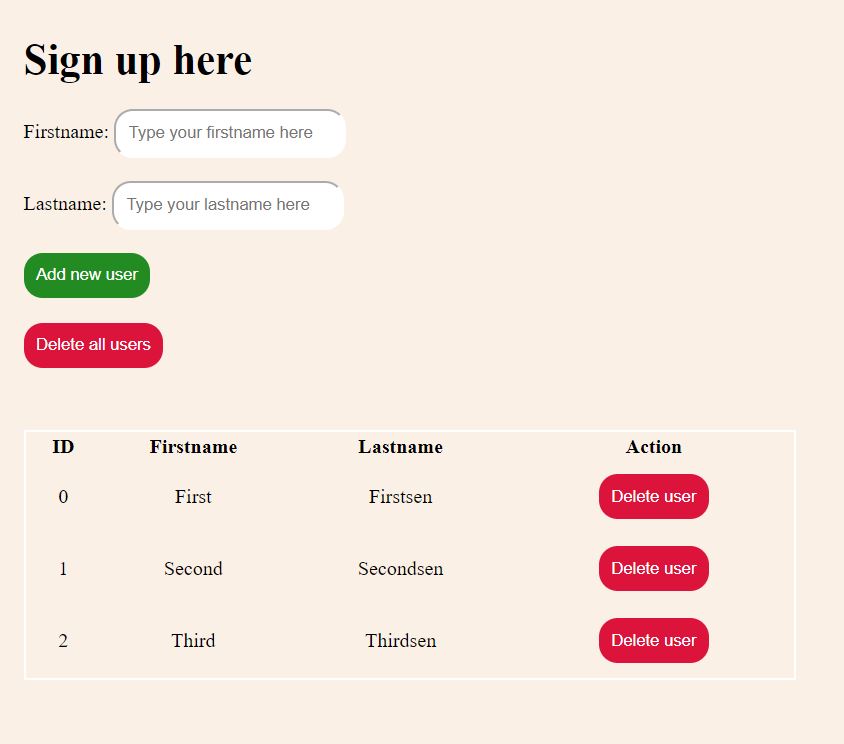 Sign up here
Firstname: Type your firstname here
Lastname: Type your lastname here
Add new user
Delete all users
ID Firstname Lastname Action
0 First Firstsen Delete user
1 Second Secondsen Delete user
2 Third Thirdsen Delete user